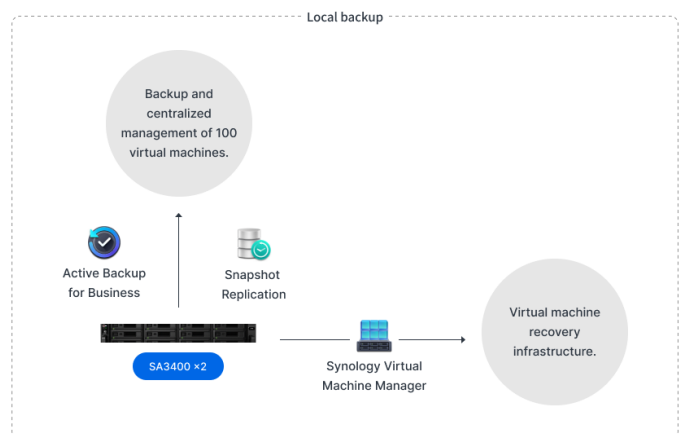 Local backup
Backup and
centralized
management of 100
virtual machines.
Active Backup
for Business
Snapshot
Replication
SA3400 ×2
Synology Virtual
Machine Manager
Virtual machine
recovery
infrastructure.